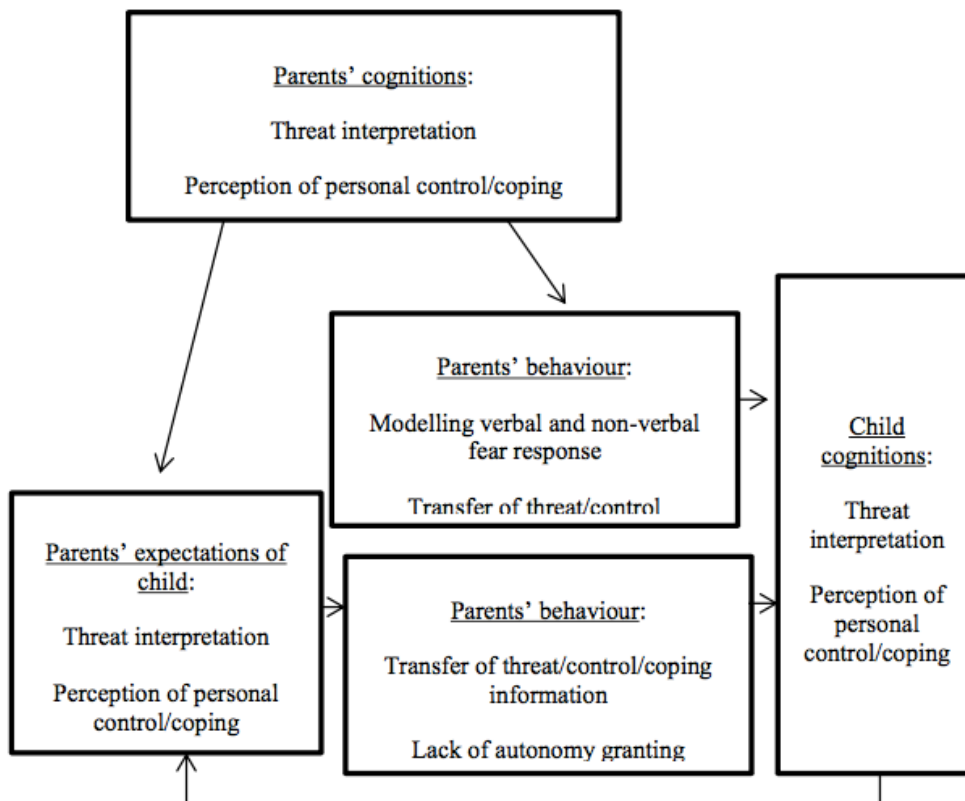 Parents’ cognitions:
Threat interpretation
Perception of personal control/coping
Parents’ behaviour:
Modelling verbal and non-verbal
fear response
Transfer of threat/control
Parents’ expectations of
child:
Threat interpretation
Perception of personal
control/coping
Parents’ behaviour:
Transfer of threat/control/coping
information
Lack of autonomy granting
Child
cognitions:
Threat
interpretation
Perception of
personal
control/coping